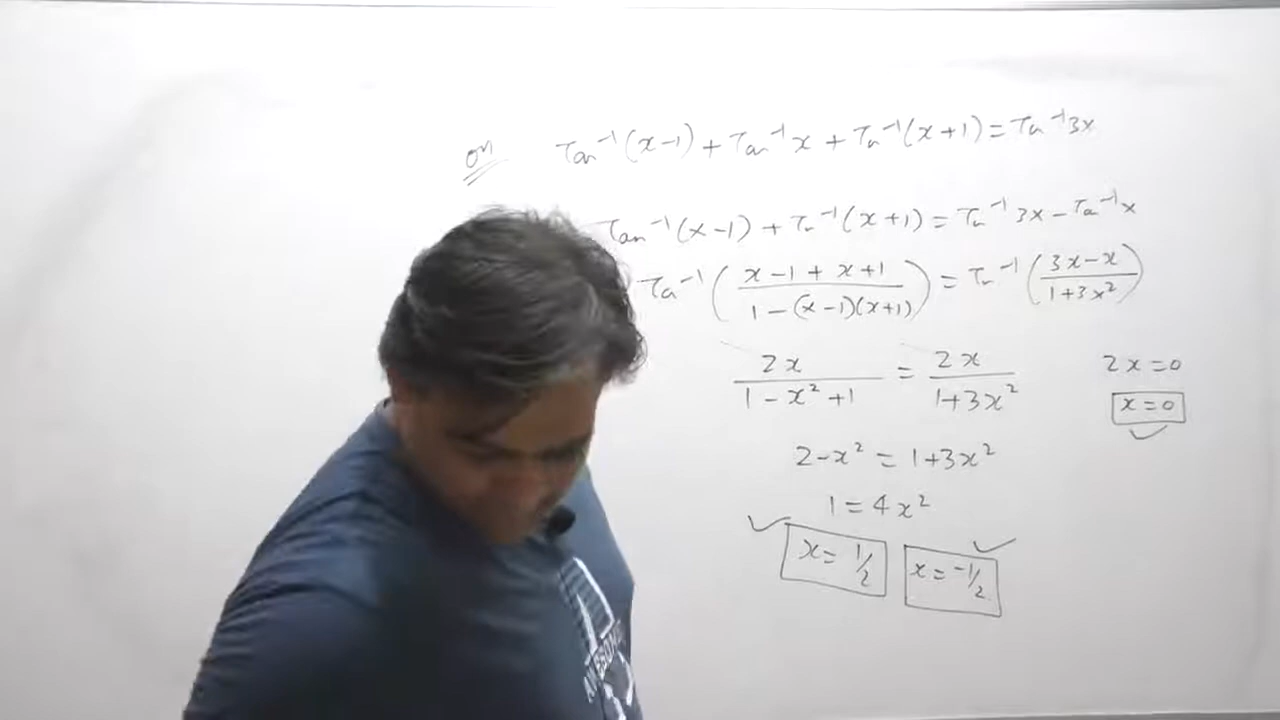 on Tan⁻¹(x-1) + Tan⁻¹x + Tan⁻¹(x+1) = Tan⁻¹3x
Tan⁻¹(x-1) + Tan⁻¹(x+1) = Tan⁻¹3x - Tan⁻¹x
Tan⁻¹((x-1+x+1)/(1-(x-1)(x+1))) = Tan⁻¹((3x-x)/(1+3x²))
2x/(1-x²+1) = 2x/(1+3x²)
2x=0
x=0
2-x² = 1+3x²
1 = 4x²
x = 1/2
x = -1/2